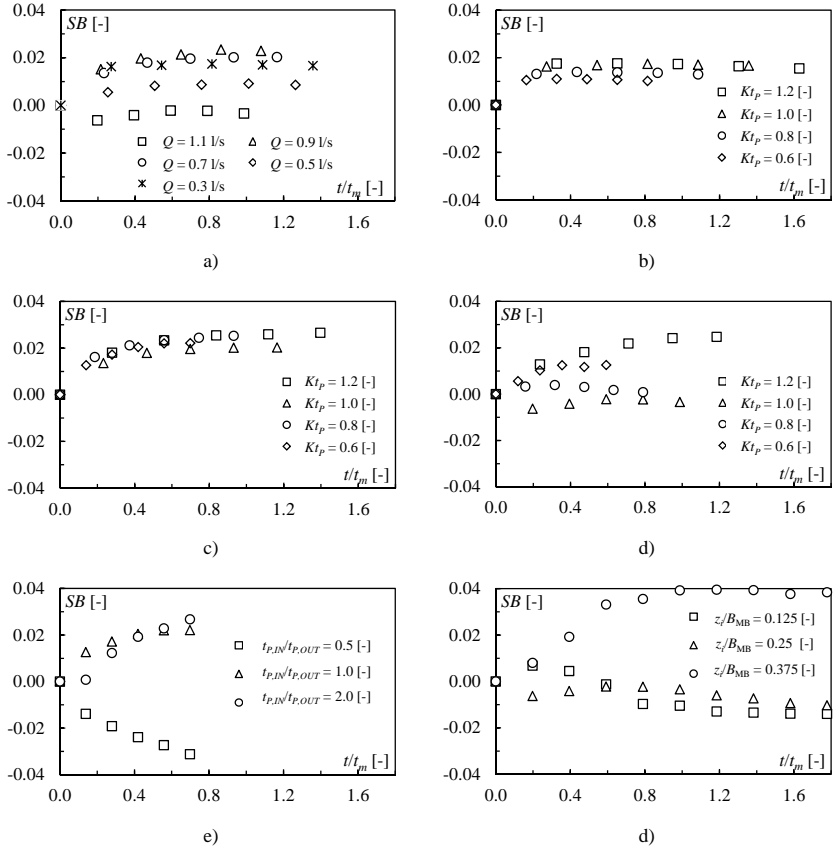 SB [-]
0.04
0.02
0.00
-0.02
-0.04
Q = 1.1 l/s
Q = 0.9 l/s
Q = 0.7 l/s
Q = 0.5 l/s
Q = 0.3 l/s
t/tm [-]
0.0 0.4 0.8 1.2 1.6
a)
SB [-]
0.04
0.02
0.00
-0.02
-0.04
KtP = 1.2 [-]
KtP = 1.0 [-]
KtP = 0.8 [-]
KtP = 0.6 [-]
t/tm [-]
0.0 0.4 0.8 1.2 1.6
b)
SB [-]
0.04
0.02
0.00
-0.02
-0.04
KtP = 1.2 [-]
KtP = 1.0 [-]
KtP = 0.8 [-]
KtP = 0.6 [-]
t/tm [-]
0.0 0.4 0.8 1.2 1.6
c)
SB [-]
0.04
0.02
0.00
-0.02
-0.04
KtP = 1.2 [-]
KtP = 1.0 [-]
KtP = 0.8 [-]
KtP = 0.6 [-]
t/tm [-]
0.0 0.4 0.8 1.2 1.6
d)
SB [-]
0.04
0.02
0.00
-0.02
-0.04
tP,IN/tP,OUT = 0.5 [-]
tP,IN/tP,OUT = 1.0 [-]
tP,IN/tP,OUT = 2.0 [-]
t/tm [-]
0.0 0.4 0.8 1.2 1.6
e)
SB [-]
0.04
0.02
0.00
-0.02
-0.04
zi/BMB = 0.125 [-]
zi/BMB = 0.25 [-]
zi/BMB = 0.375 [-]
t/tm [-]
0.0 0.4 0.8 1.2 1.6
d)